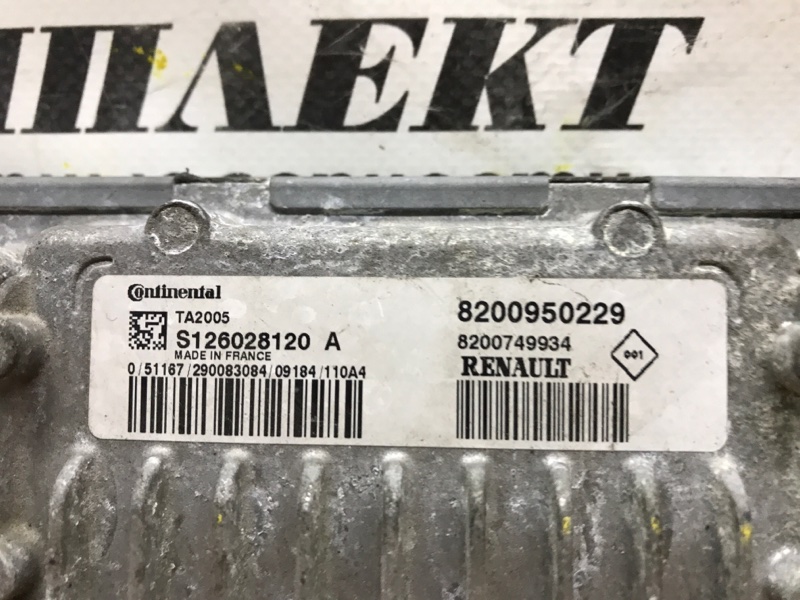 ПЛЕКТ
Continental
TA2005
S126028120 A
MADE IN FRANCE
0/51167/290083084/09184/110A4
8200950229
8200749934
RENAULT
001